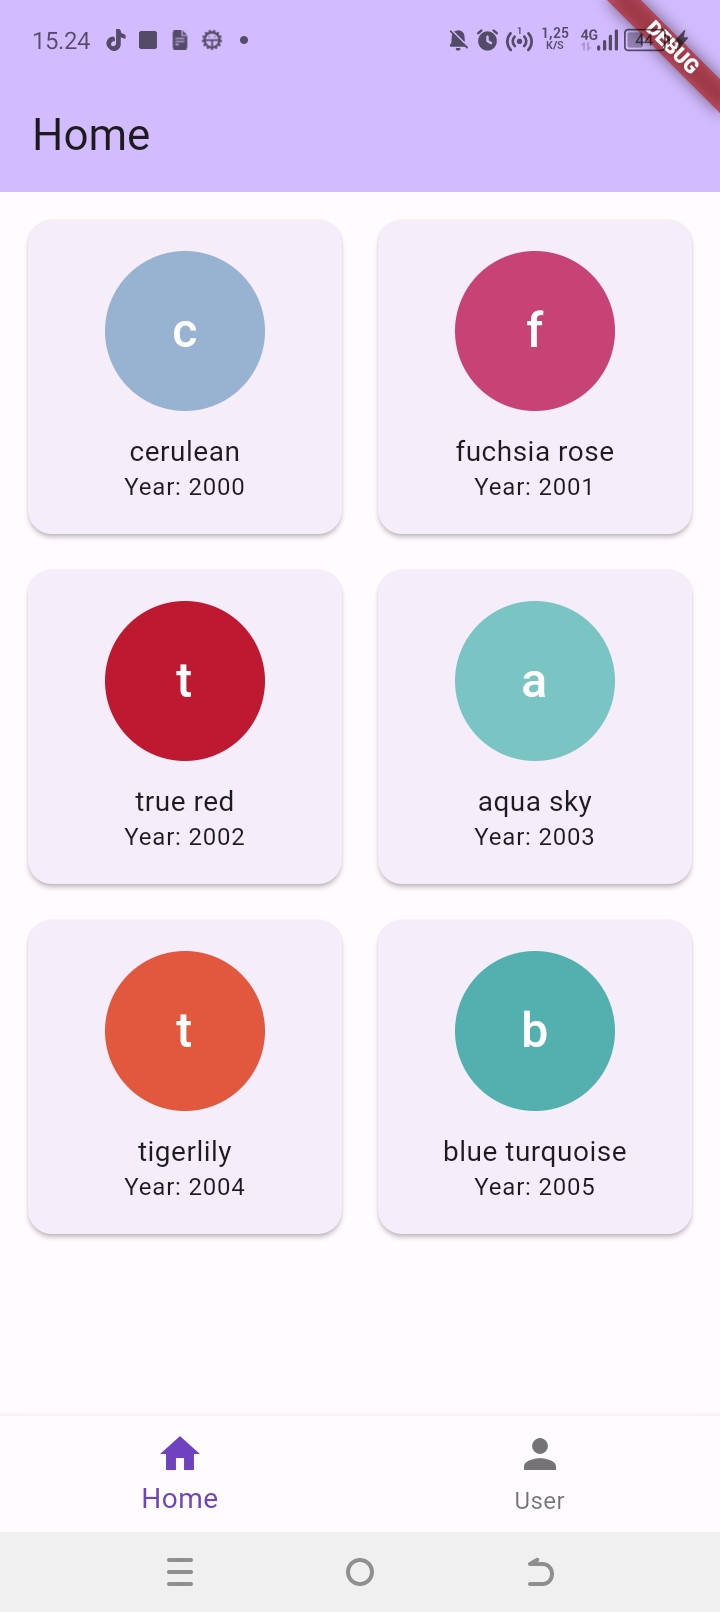 15.24
1,25
K/S
4G
44
DEBUG
Home
c
f
cerulean
fuchsia rose
Year: 2000
Year: 2001
t
a
true red
aqua sky
Year: 2002
Year: 2003
t
b
tigerlily
blue turquoise
Year: 2004
Year: 2005
Home
User